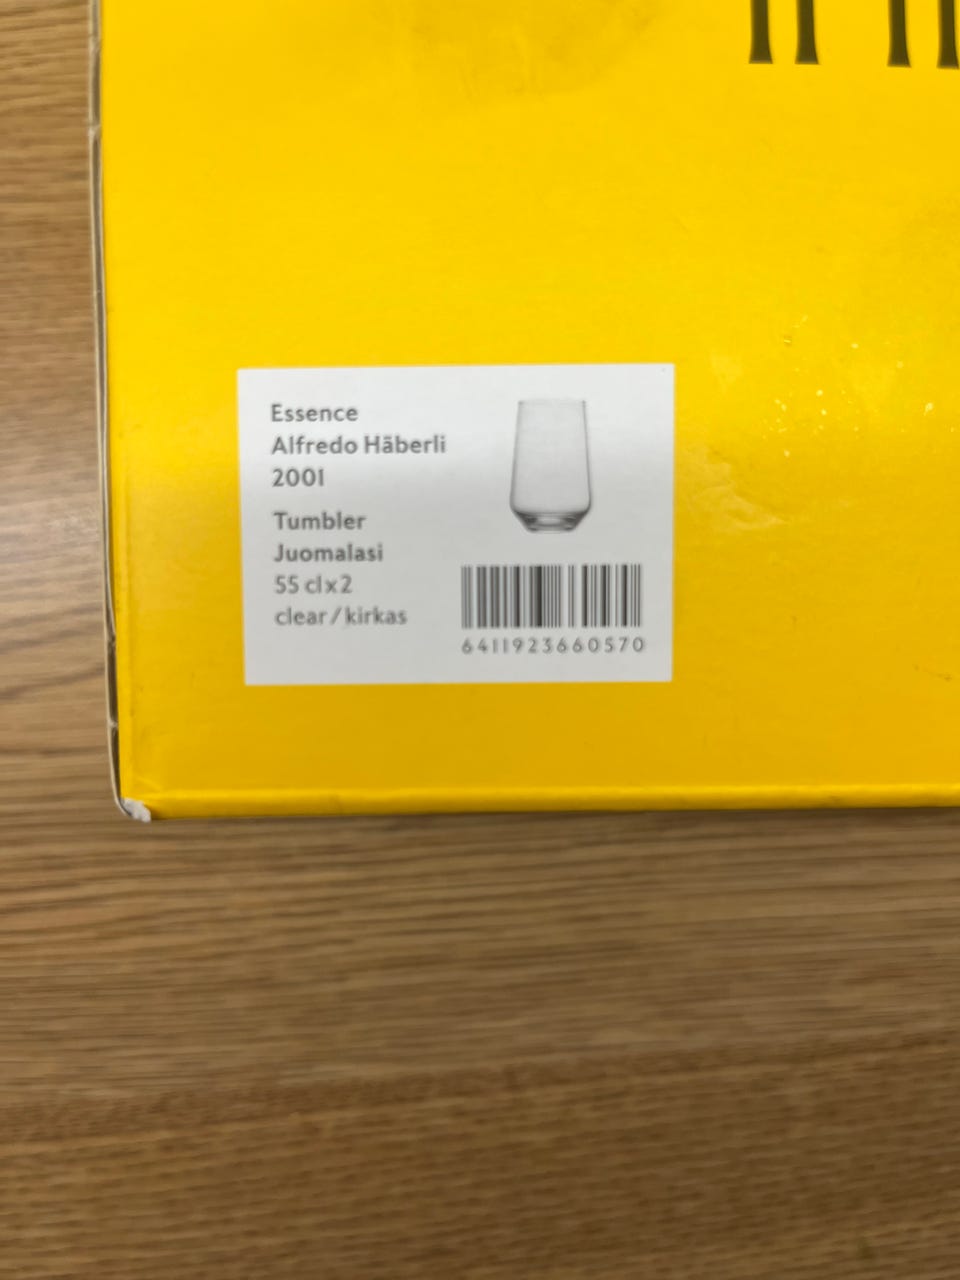 Essence
Alfredo Häberli
2001
Tumbler
Juomalasi
55 cl x 2
clear / kirkas
6411923660570